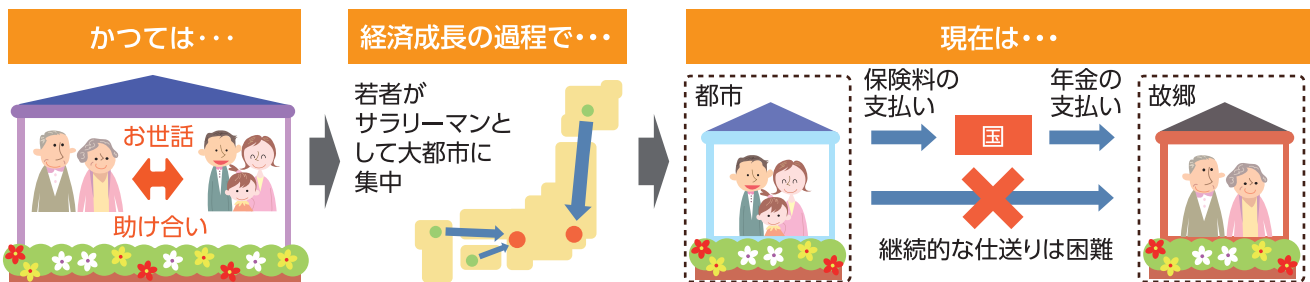 かつては・・・
お世話
助け合い
経済成長の過程で・・・
若者が
サラリーマンと
して大都市に
集中
現在は・・・
都市
保険料の
支払い
国
年金の
支払い
継続的な仕送りは困難
故郷